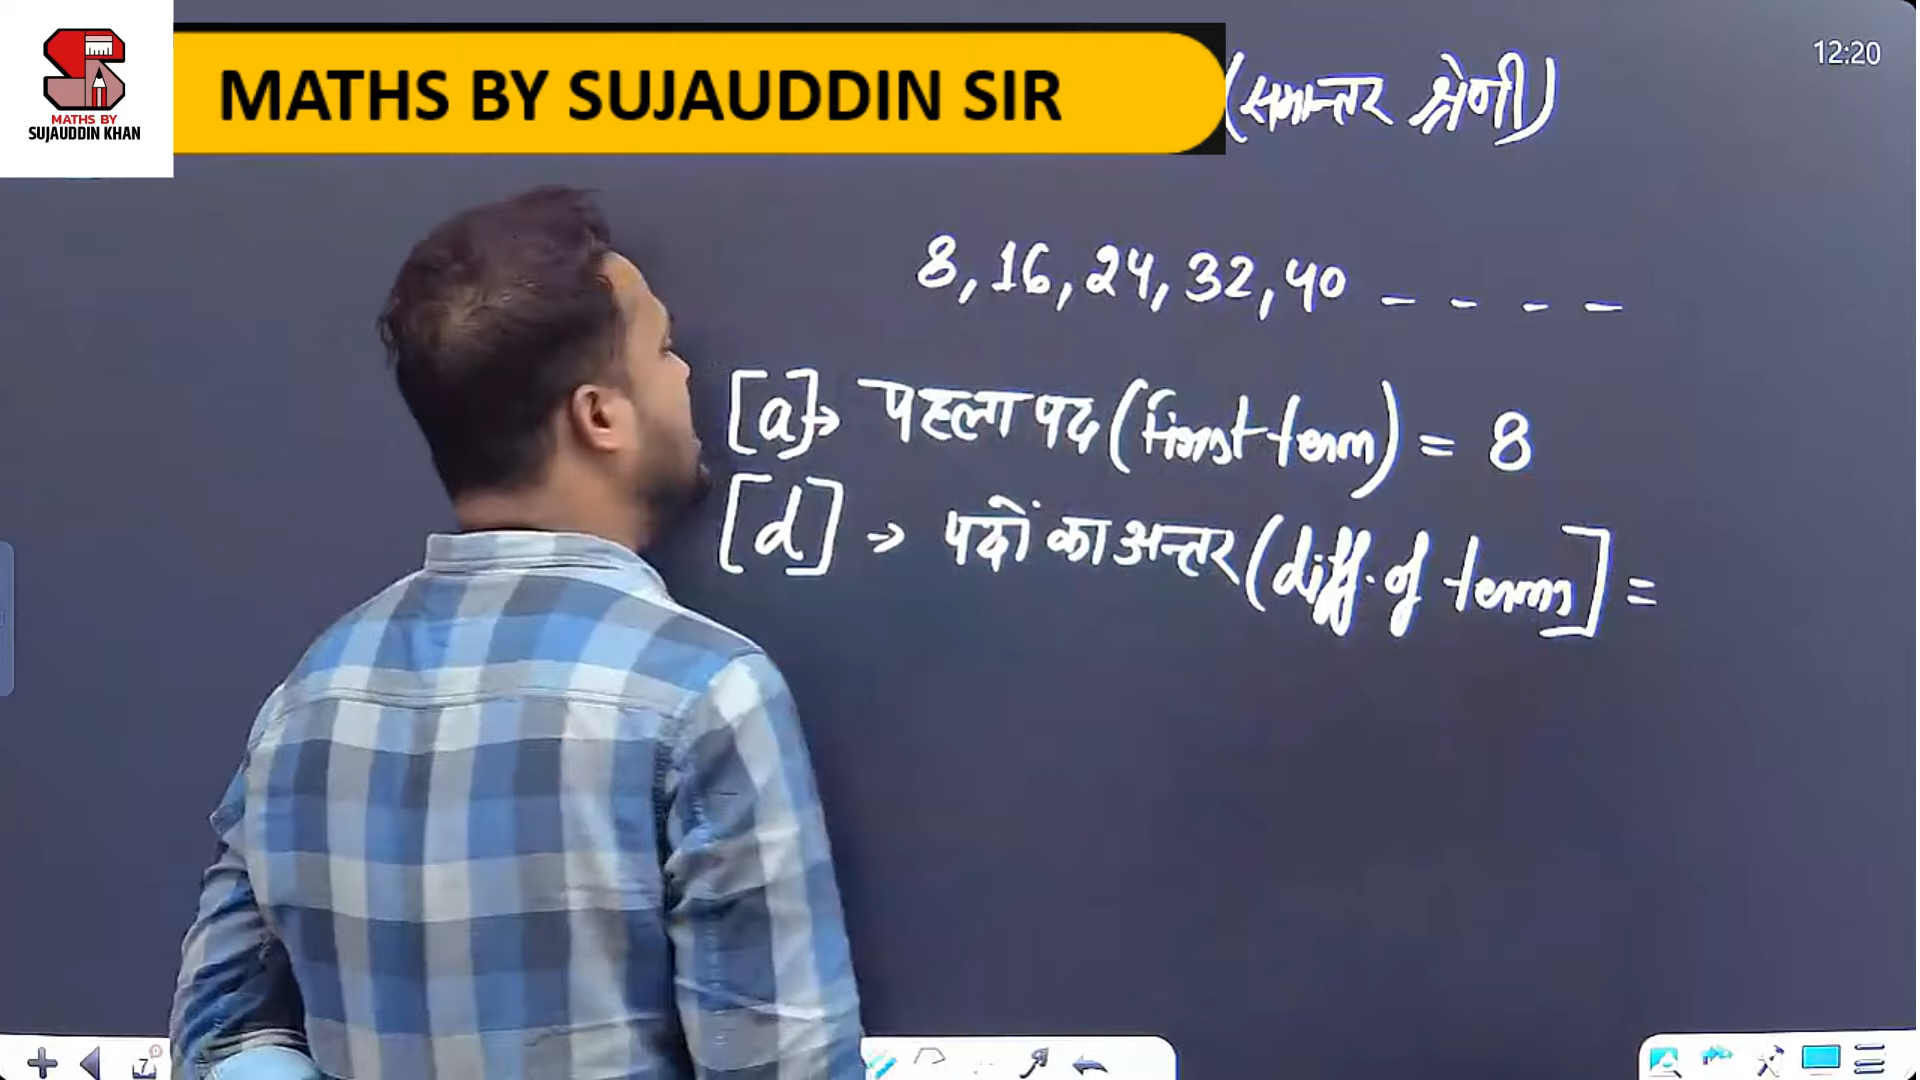 MATHS BY
SUJAUDDIN KHAN
MATHS BY SUJAUDDIN SIR
(समान्तर श्रेणी)
12:20
8, 16, 24, 32, 40 - - - -
[a]→ पहला पद (first term) = 8
[d] → पदों का अन्तर (diff. of terms] =